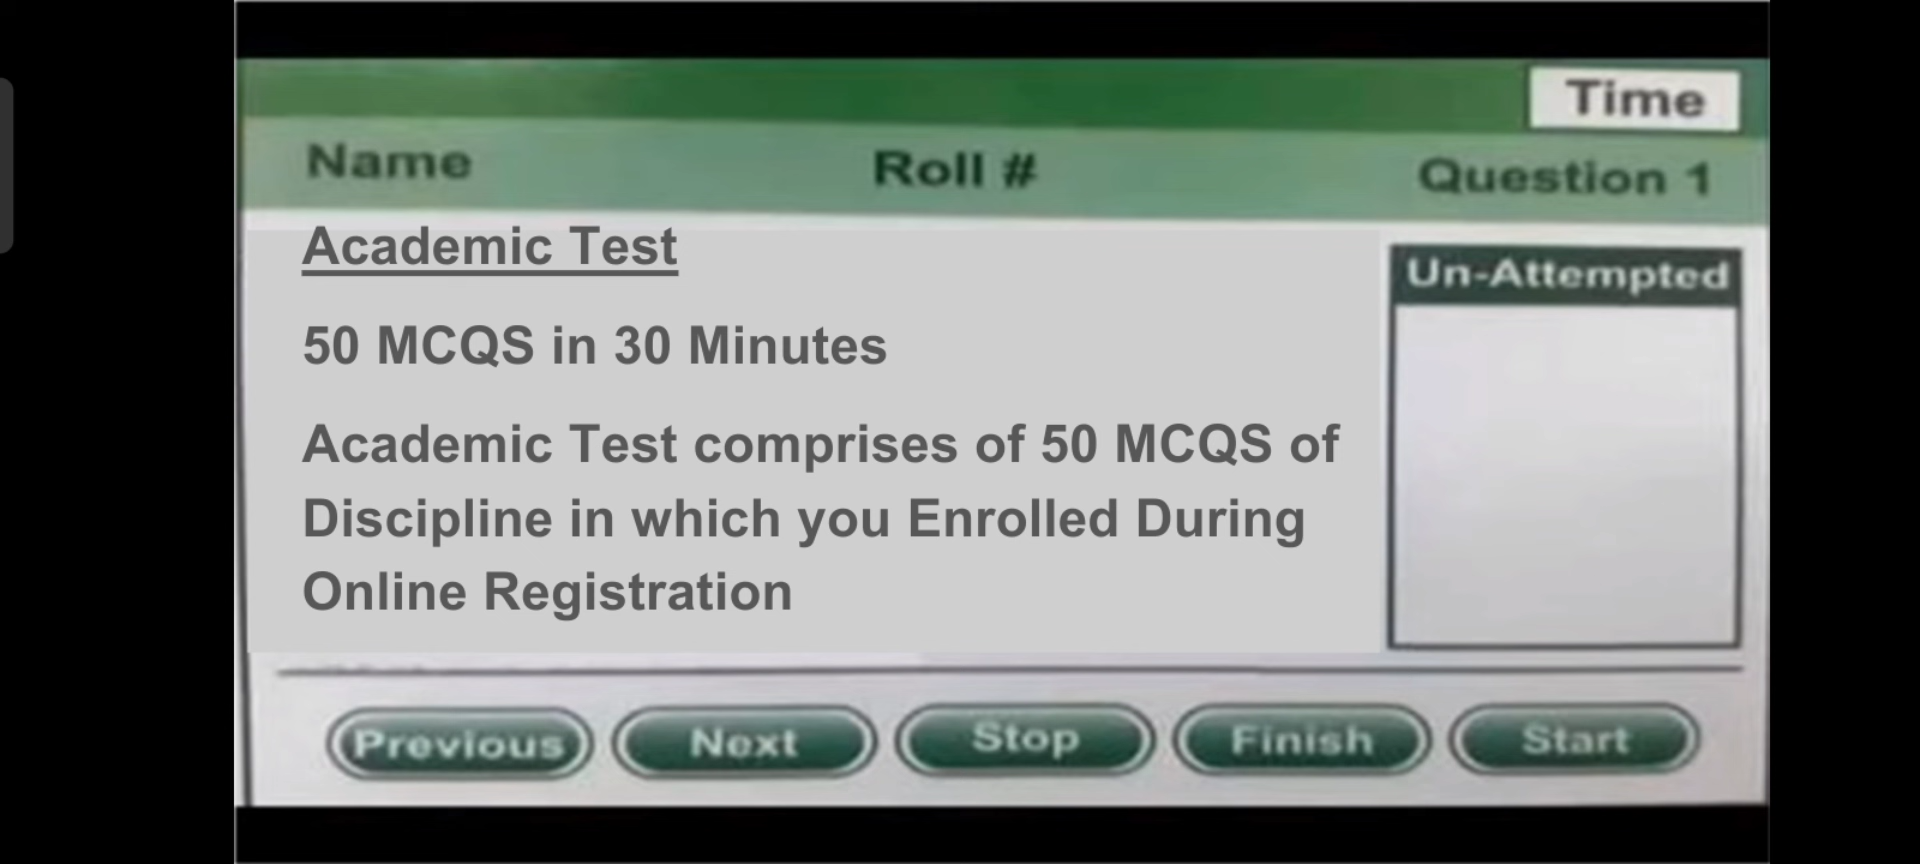 Time
Name Roll # Question 1
Academic Test
Un-Attempted
50 MCQS in 30 Minutes
Academic Test comprises of 50 MCQS of
Discipline in which you Enrolled During
Online Registration
Previous Next Stop Finish Start